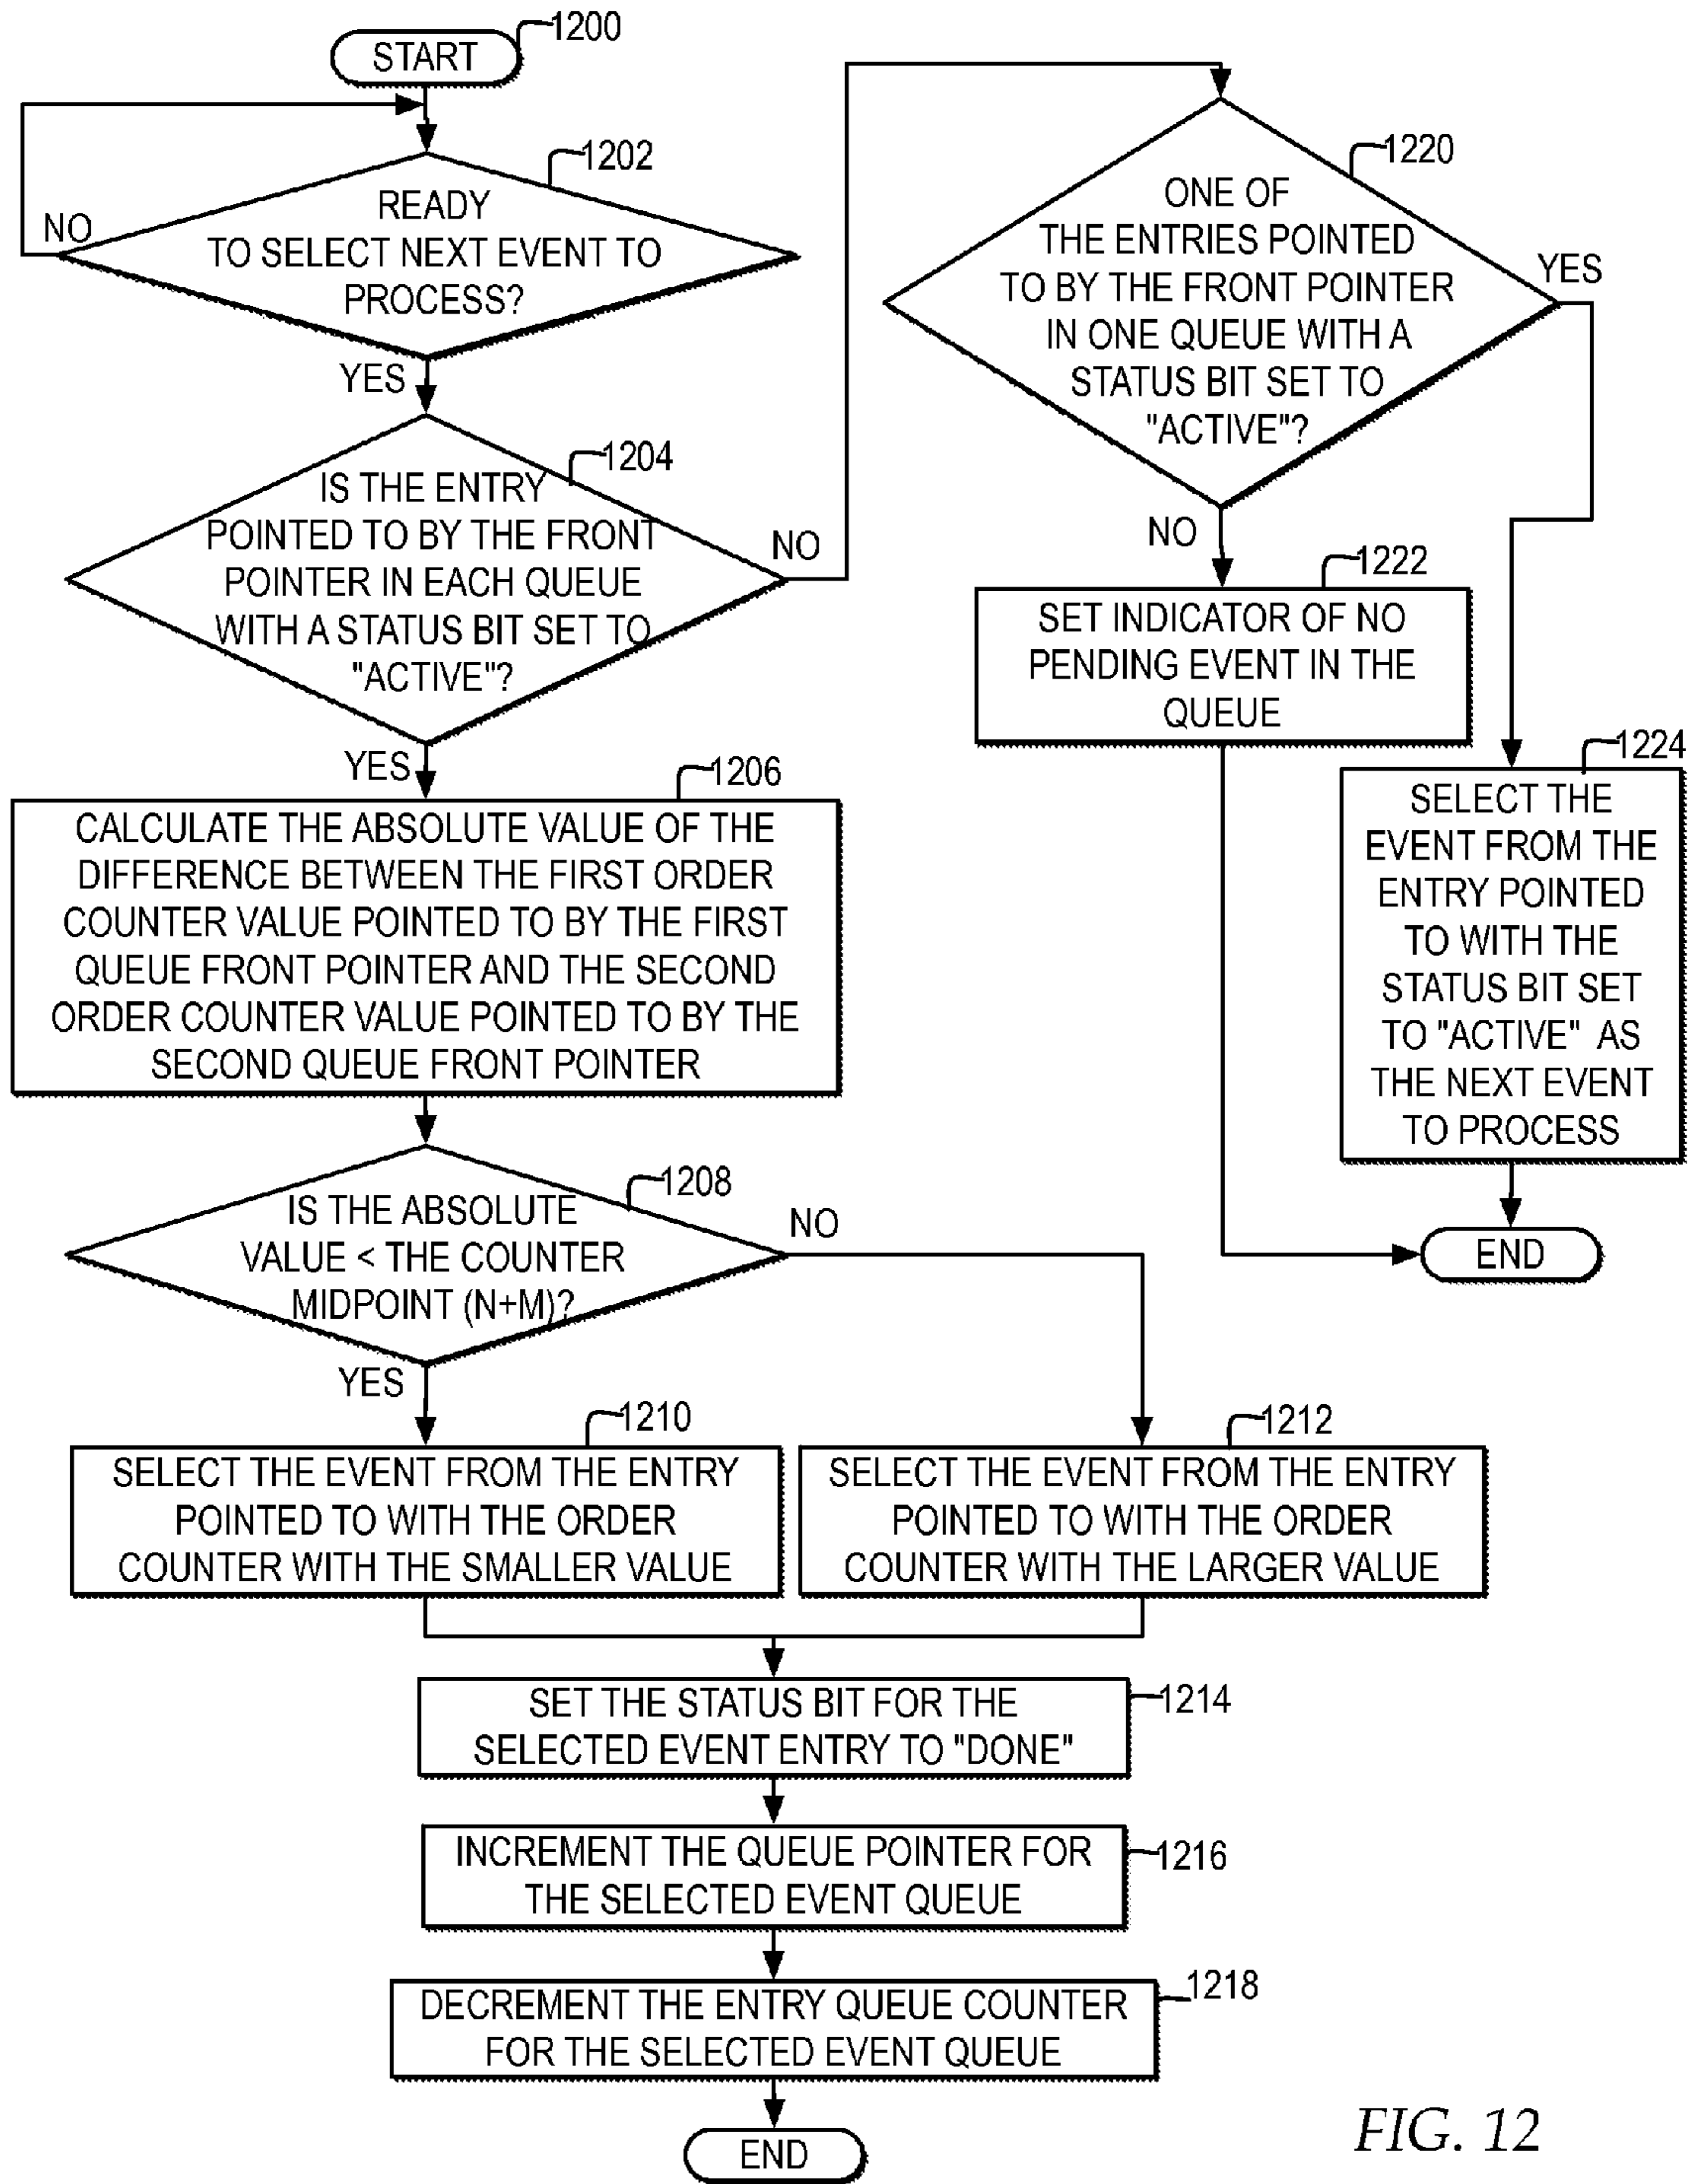 START
1200
1202
READY
TO SELECT NEXT EVENT TO
PROCESS?
NO
YES
1204
IS THE ENTRY
POINTED TO BY THE FRONT
POINTER IN EACH QUEUE
WITH A STATUS BIT SET TO
"ACTIVE"?
NO
YES
1206
CALCULATE THE ABSOLUTE VALUE OF THE
DIFFERENCE BETWEEN THE FIRST ORDER
COUNTER VALUE POINTED TO BY THE FIRST
QUEUE FRONT POINTER AND THE SECOND
ORDER COUNTER VALUE POINTED TO BY THE
SECOND QUEUE FRONT POINTER
1208
IS THE ABSOLUTE
VALUE < THE COUNTER
MIDPOINT (N+M)?
NO
YES
1210
SELECT THE EVENT FROM THE ENTRY
POINTED TO WITH THE ORDER
COUNTER WITH THE SMALLER VALUE
1212
SELECT THE EVENT FROM THE ENTRY
POINTED TO WITH THE ORDER
COUNTER WITH THE LARGER VALUE
SET THE STATUS BIT FOR THE
SELECTED EVENT ENTRY TO "DONE"
1214
INCREMENT THE QUEUE POINTER FOR
THE SELECTED EVENT QUEUE
1216
DECREMENT THE ENTRY QUEUE COUNTER
FOR THE SELECTED EVENT QUEUE
1218
END
1220
ONE OF
THE ENTRIES POINTED
TO BY THE FRONT POINTER
IN ONE QUEUE WITH A
STATUS BIT SET TO
"ACTIVE"?
YES
NO
1222
SET INDICATOR OF NO
PENDING EVENT IN THE
QUEUE
1224
SELECT THE
EVENT FROM THE
ENTRY POINTED
TO WITH THE
STATUS BIT SET
TO "ACTIVE" AS
THE NEXT EVENT
TO PROCESS
END
FIG. 12